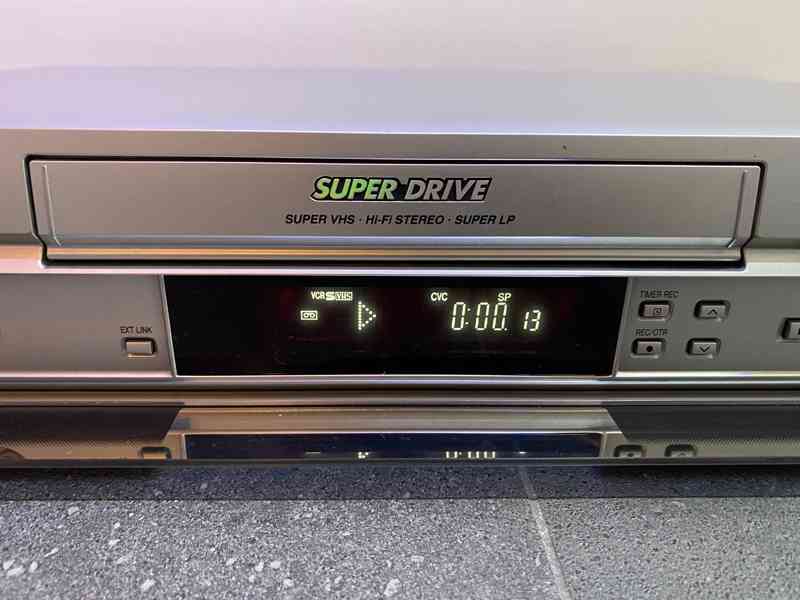 SUPER DRIVE
SUPER VHS · HI-FI STEREO · SUPER LP
VCR SVHS
CVC SP
0:00. 13
EXT LINK
TIMER REC
REC/OTR